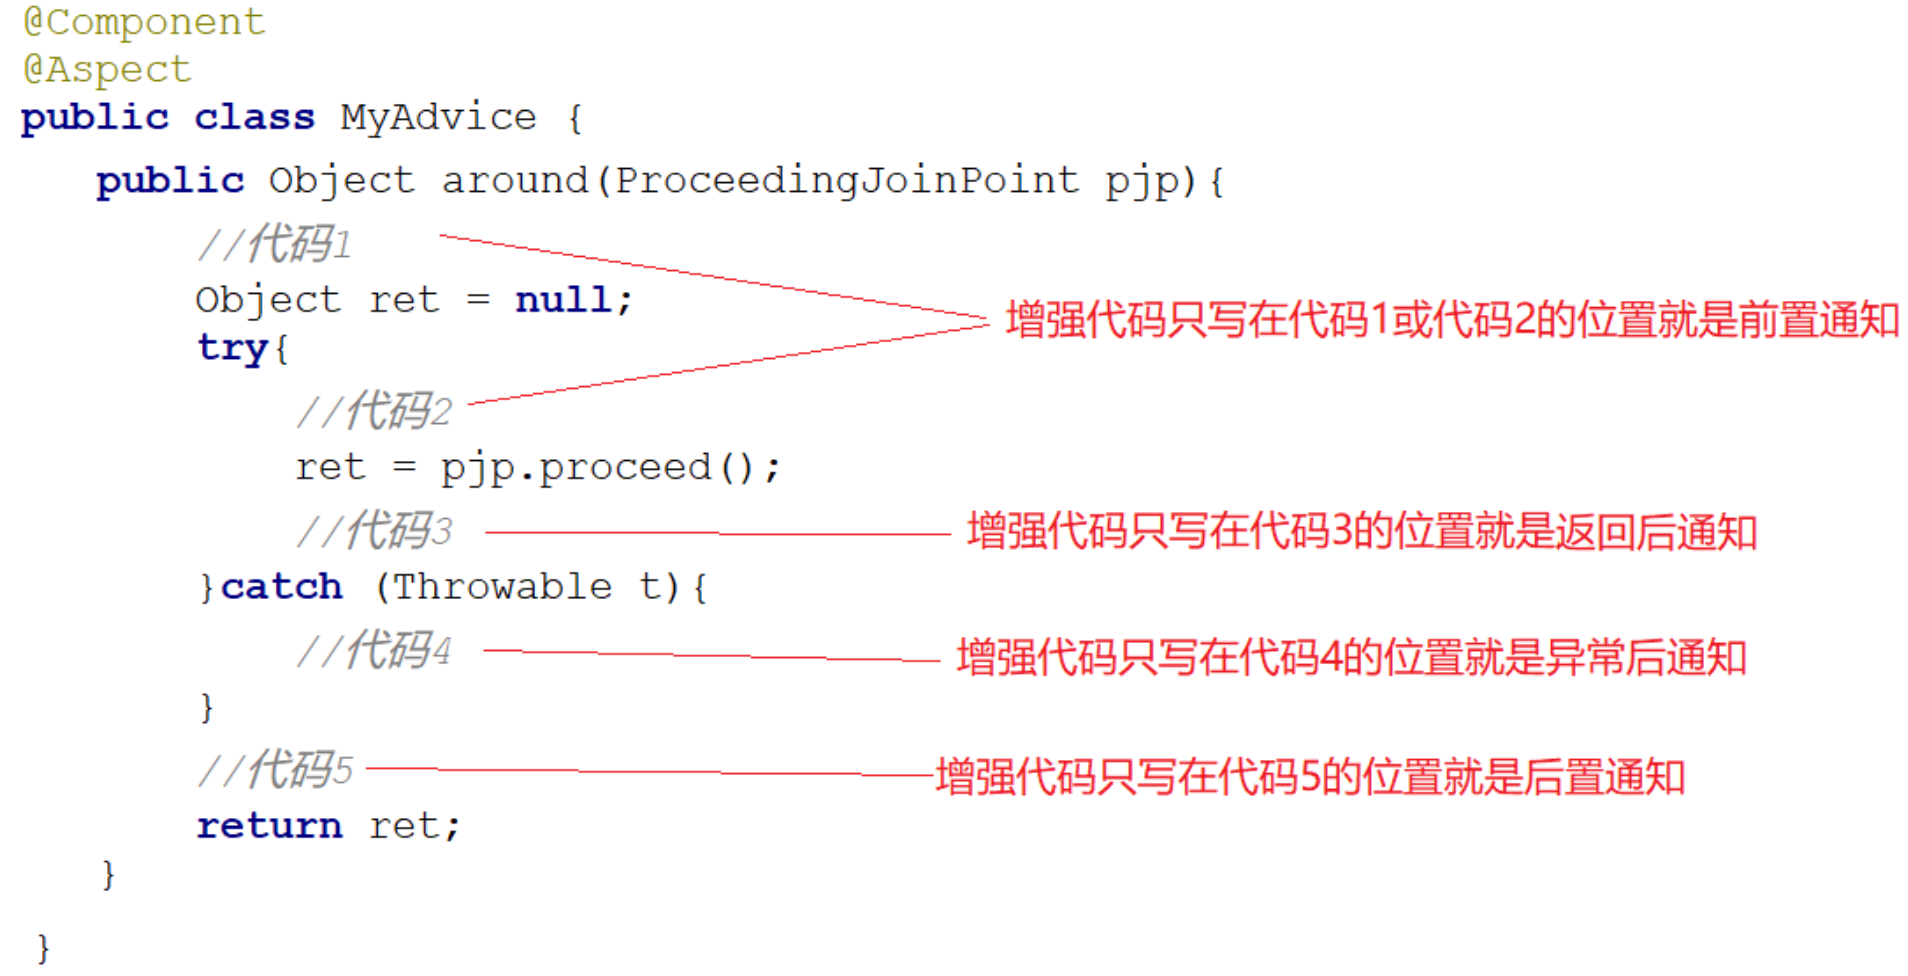 @Component
@Aspect
public class MyAdvice {
public Object around(ProceedingJoinPoint pjp){
//代码1
Object ret = null;
增强代码只写在代码1或代码2的位置就是前置通知
try{
//代码2
ret = pjp.proceed();
//代码3
增强代码只写在代码3的位置就是返回后通知
}catch (Throwable t){
//代码4
增强代码只写在代码4的位置就是异常后通知
}
//代码5
增强代码只写在代码5的位置就是后置通知
return ret;
}
}